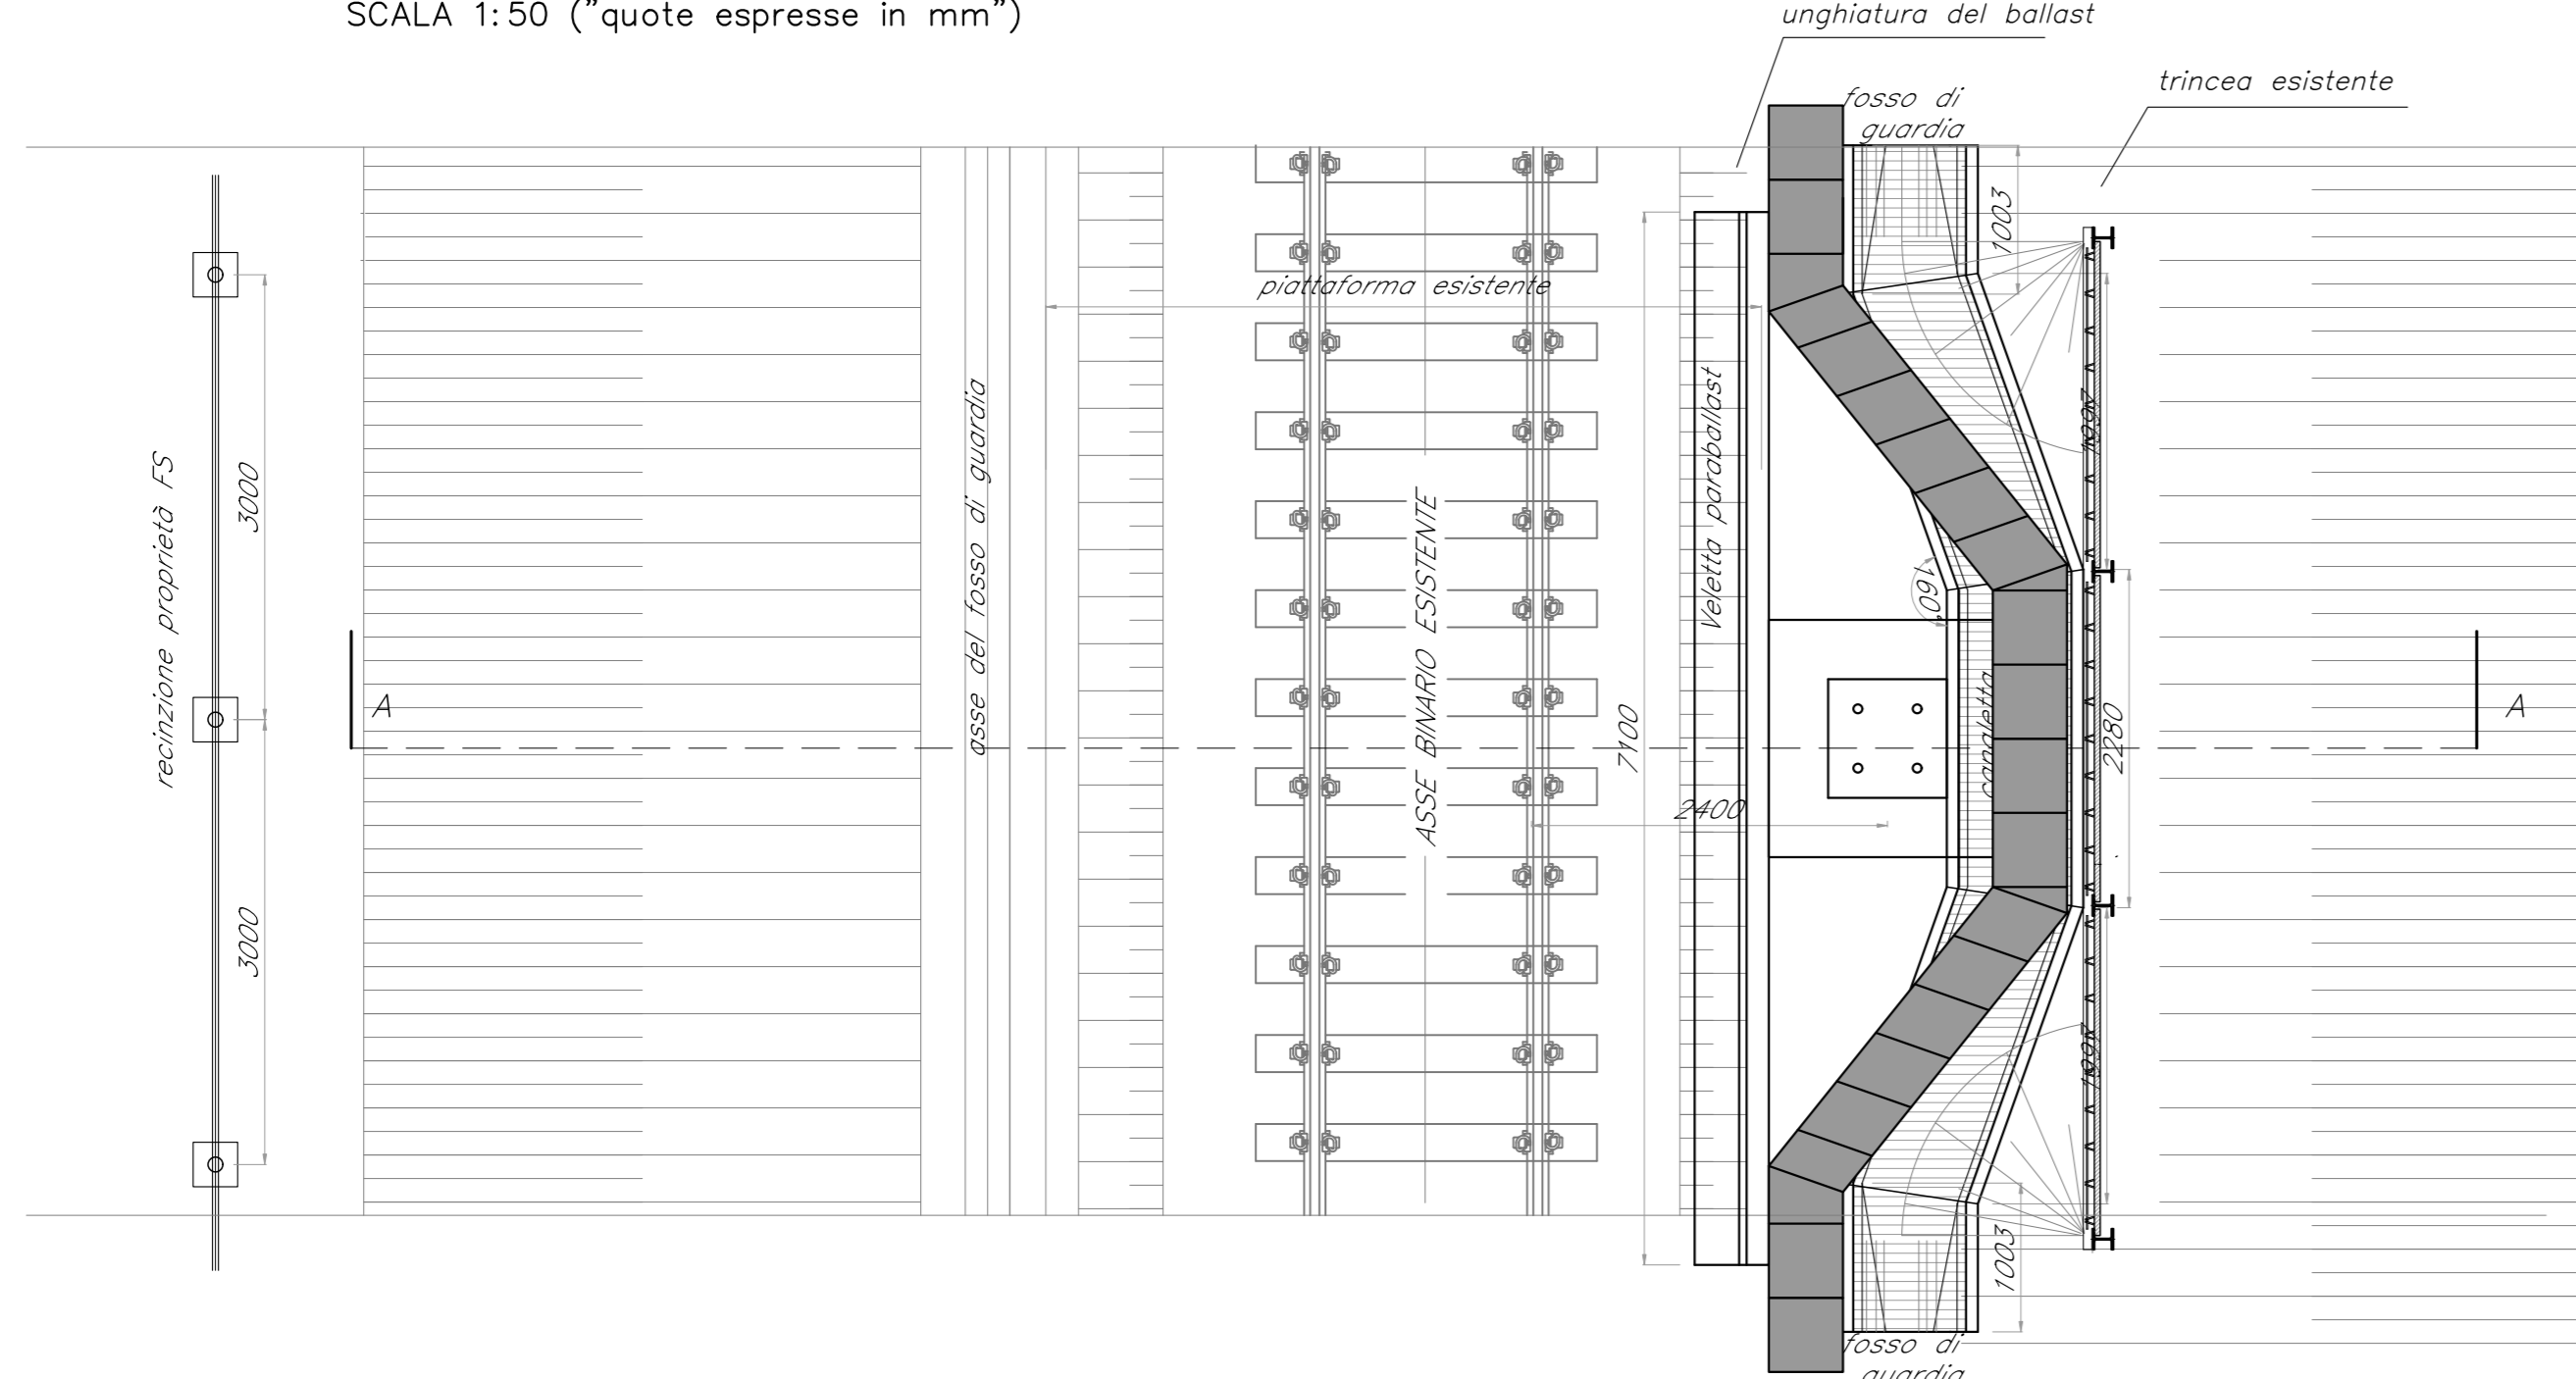 SCALA 1:50 ("quote espresse in mm")
unghiatura del ballast
trincea esistente
fosso di
guardia
1003
piattaforma esistente
recinzione proprietà FS
3000
3000
asse del fosso di guardia
ASSE BINARIO ESISTENTE
Veletta paraballast
7100
160°
canaletta
2280
2400
A
A
1003
fosso di
guardia